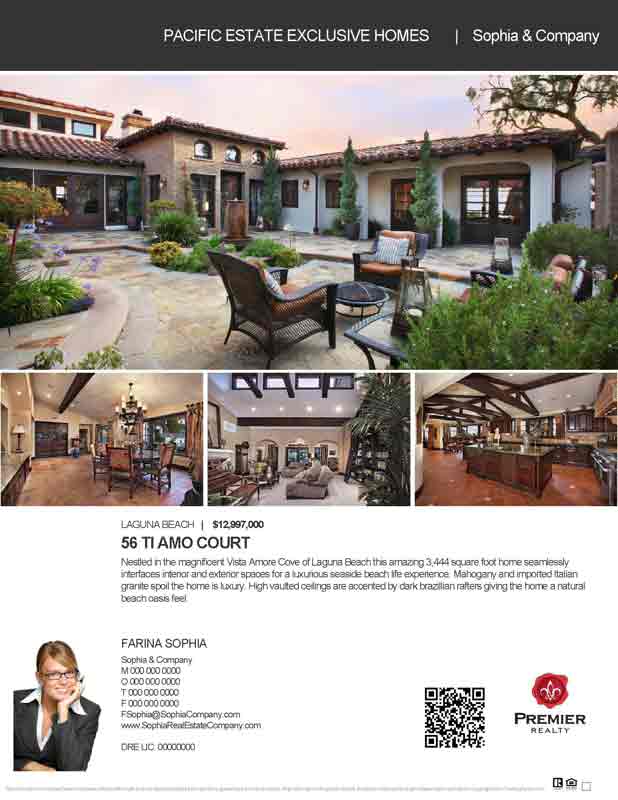 PACIFIC ESTATE EXCLUSIVE HOMES | Sophia & Company
LAGUNA BEACH | $12,997,000
56 TI AMO COURT
Nestled in the magnificent Vista Amore Cove of Laguna Beach this amazing 3,444 square foot home seamlessly
interfaces interior and exterior spaces for a luxurious seaside beach life experience. Mahogany and imported Italian
granite spoil the home is luxury. High vaulted ceilings are accented by dark brazillian rafters giving the home a natural
beach oasis feel.
FARINA SOPHIA
Sophia & Company
M 000 000 0000
O 000 000 0000
T 000 000 0000
F 000 000 0000
FSophia@SophiaCompany.com
www.SophiaRealEstateCompany.com
DRE LIC. 00000000
PREMIER
REALTY